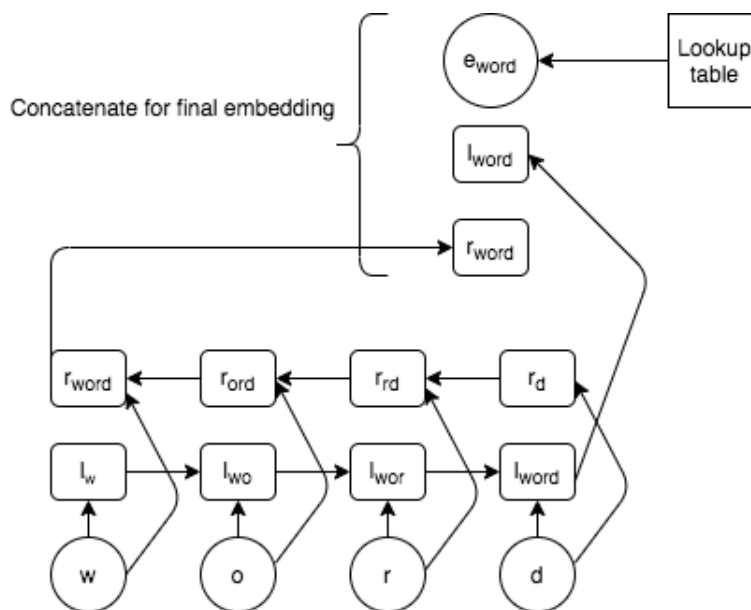 e_word
Lookup
table
Concatenate for final embedding
l_word
r_word
r_word
r_ord
r_rd
r_d
l_w
l_wo
l_wor
l_word
w
o
r
d